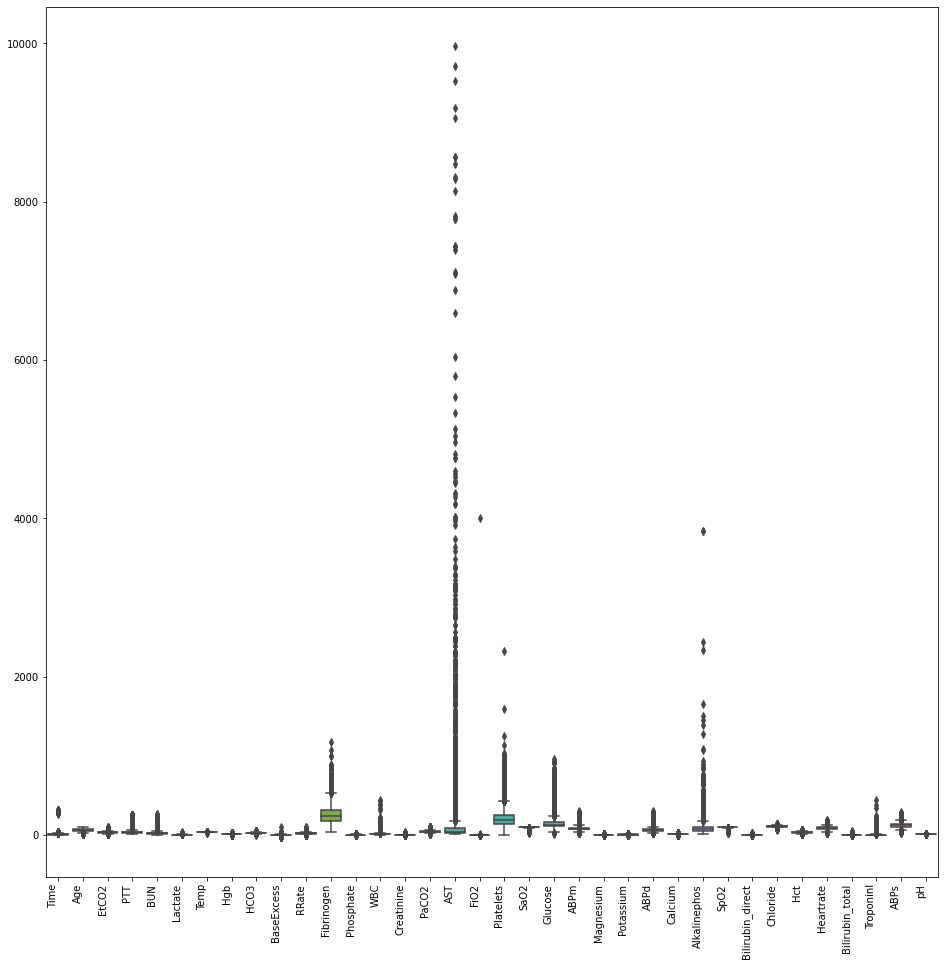 10000
8000
6000
4000
2000
0
Time
Age
EtCO2
PTT
BUN
Lactate
Temp
Hgb
HCO3
BaseExcess
RRate
Fibrinogen
Phosphate
WBC
Creatinine
PaCO2
AST
FiO2
Platelets
SaO2
Glucose
ABPm
Magnesium
Potassium
ABPd
Calcium
Alkalinephos
SpO2
Bilirubin_direct
Chloride
Hct
Heartrate
Bilirubin_total
TroponinI
ABPs
pH